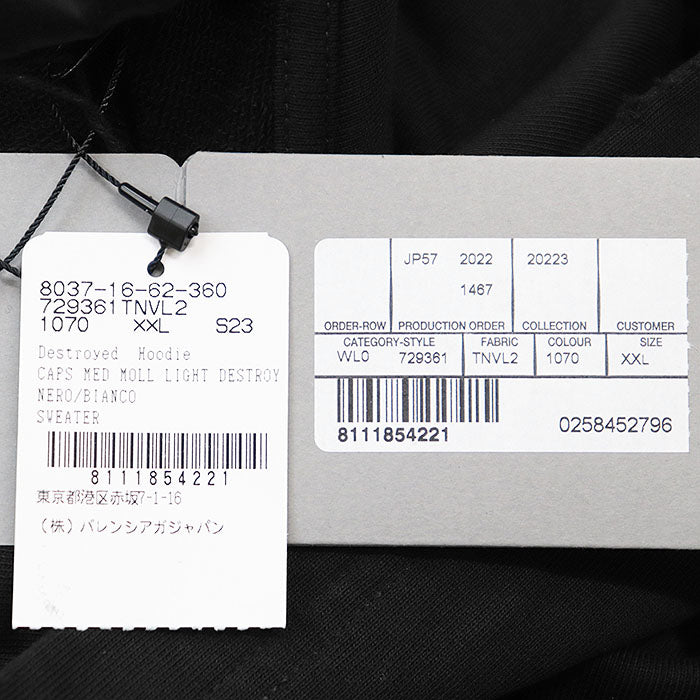 8037-16-62-360
729361TNVL2
1070 XXL S23
Destroyed Hoodie
CAPS MED MOLL LIGHT DESTROY
NERO/BIANCO
SWEATER
8111854221
東京都港区赤坂7-1-16
(株)バレンシアガジャパン
JP57 2022 20223
1467
ORDER-ROW PRODUCTION ORDER COLLECTION CUSTOMER
CATEGORY-STYLE FABRIC COLOUR SIZE
WL0 729361 TNVL2 1070 XXL
8111854221
0258452796